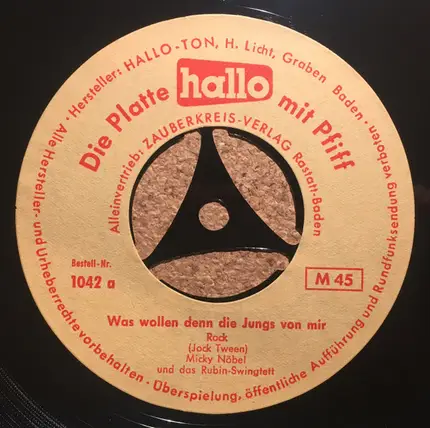 Hersteller: HALLO-TON, H. Licht, Graben Baden.
Die Platte hallo mit Pfiff
Alleinvertrieb: ZAUBERKREIS-VERLAG Rastatt-Baden
Bestell-Nr.
1042 a
M 45
Was wollen denn die Jungs von mir
Rock
(Jock Tween)
Micky Nöbel
und das Rubin-Swingtett
Alle Hersteller- und Urheberrechte vorbehalten · Überspielung, öffentliche Aufführung und Rundfunksendung verboten.